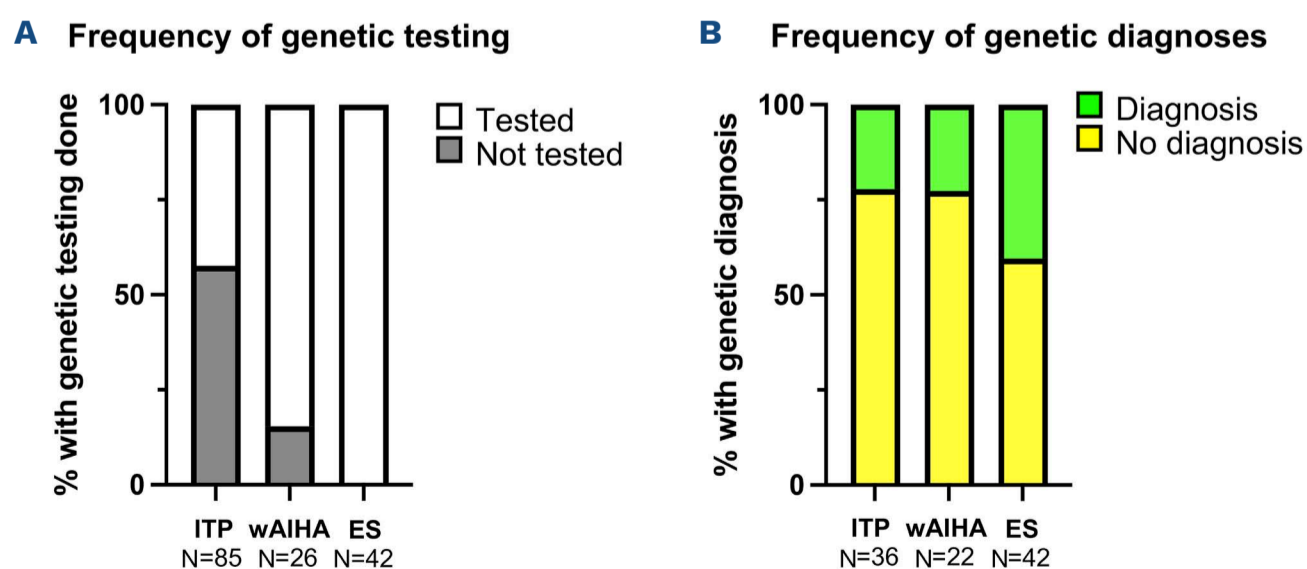 A Frequency of genetic testing
% with genetic testing done
100
50
0
Tested
Not tested
ITP wAIHA ES
N=85 N=26 N=42
B Frequency of genetic diagnoses
% with genetic diagnosis
100
50
0
Diagnosis
No diagnosis
ITP wAIHA ES
N=36 N=22 N=42